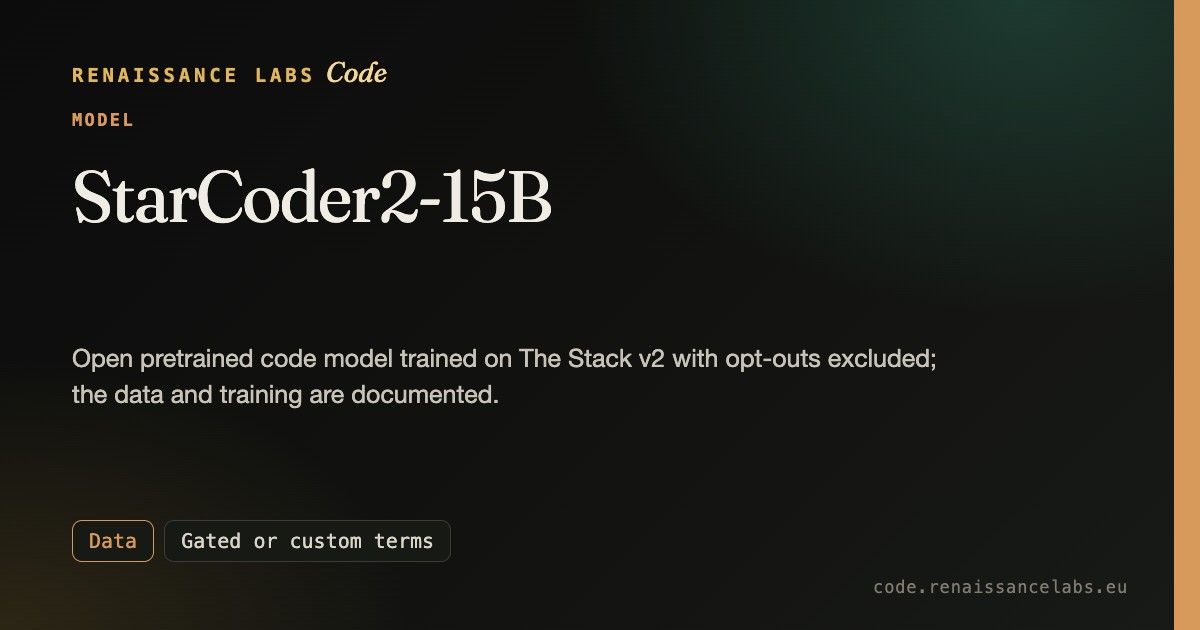 RENAISSANCE LABS Code
MODEL
StarCoder2-15B
Open pretrained code model trained on The Stack v2 with opt-outs excluded;
the data and training are documented.
Data
Gated or custom terms
code.renaissancelabs.eu